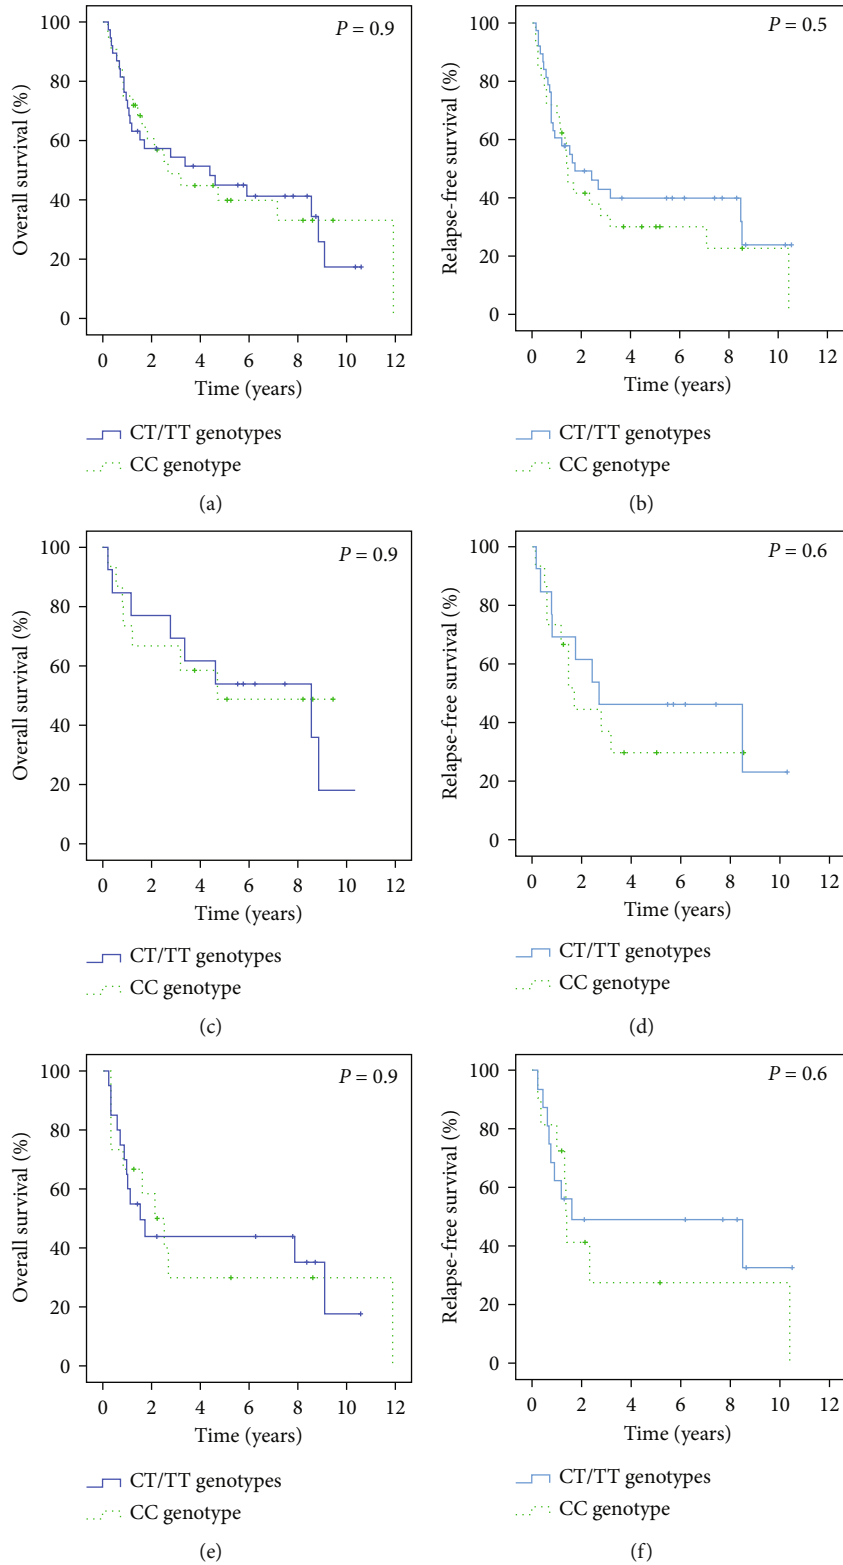 P = 0.9
Overall survival (%)
100
80
60
40
20
0
0 2 4 6 8 10 12
Time (years)
CT/TT genotypes
CC genotype
(a)
P = 0.5
Relapse-free survival (%)
100
80
60
40
20
0
0 2 4 6 8 10 12
Time (years)
CT/TT genotypes
CC genotype
(b)
P = 0.9
Overall survival (%)
100
80
60
40
20
0
0 2 4 6 8 10 12
Time (years)
CT/TT genotypes
CC genotype
(c)
P = 0.6
Relapse-free survival (%)
100
80
60
40
20
0
0 2 4 6 8 10 12
Time (years)
CT/TT genotypes
CC genotype
(d)
P = 0.9
Overall survival (%)
100
80
60
40
20
0
0 2 4 6 8 10 12
Time (years)
CT/TT genotypes
CC genotype
(e)
P = 0.6
Relapse-free survival (%)
100
80
60
40
20
0
0 2 4 6 8 10 12
Time (years)
CT/TT genotypes
CC genotype
(f)